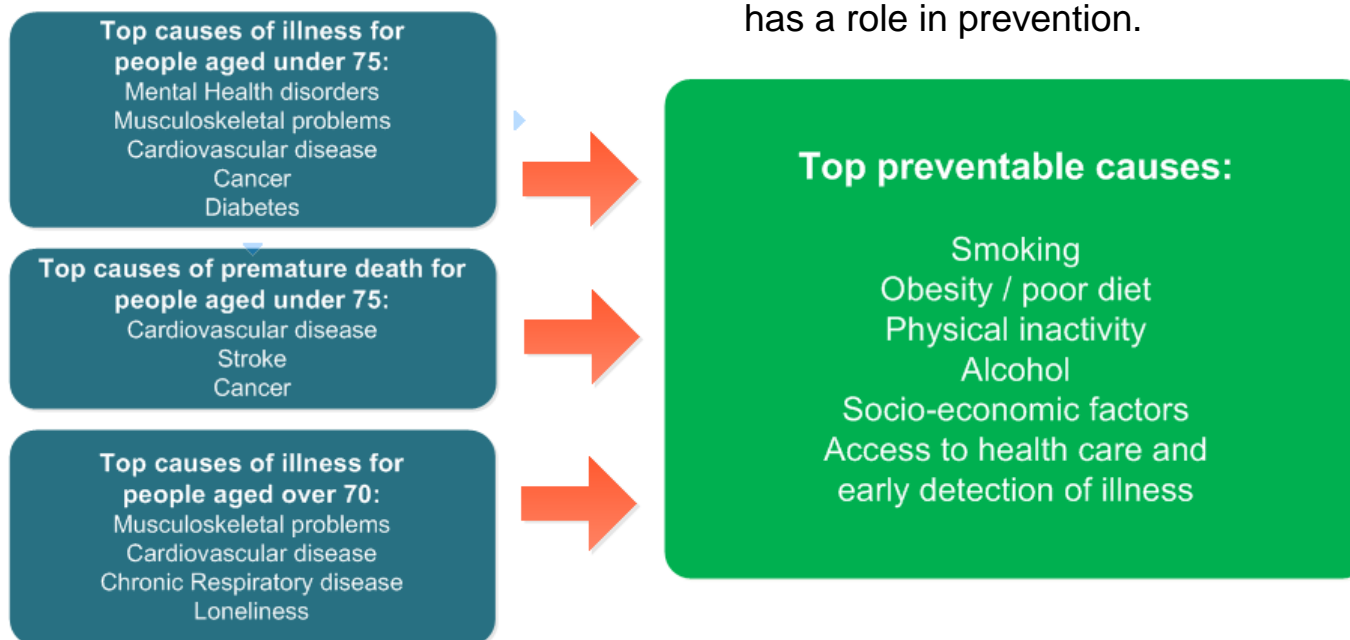 has a role in prevention.
Top causes of illness for
people aged under 75:
Mental Health disorders
Musculoskeletal problems
Cardiovascular disease
Cancer
Diabetes
Top causes of premature death for
people aged under 75:
Cardiovascular disease
Stroke
Cancer
Top causes of illness for
people aged over 70:
Musculoskeletal problems
Cardiovascular disease
Chronic Respiratory disease
Loneliness
Top preventable causes:
Smoking
Obesity / poor diet
Physical inactivity
Alcohol
Socio-economic factors
Access to health care and
early detection of illness